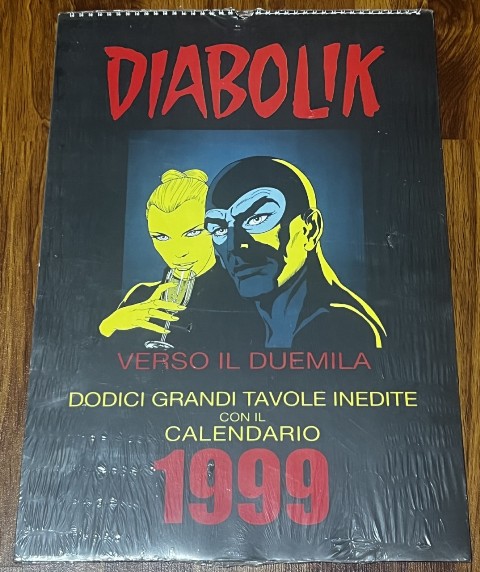 DIABOLIK
VERSO IL DUEMILA
DODICI GRANDI TAVOLE INEDITE
CON IL
CALENDARIO
1999